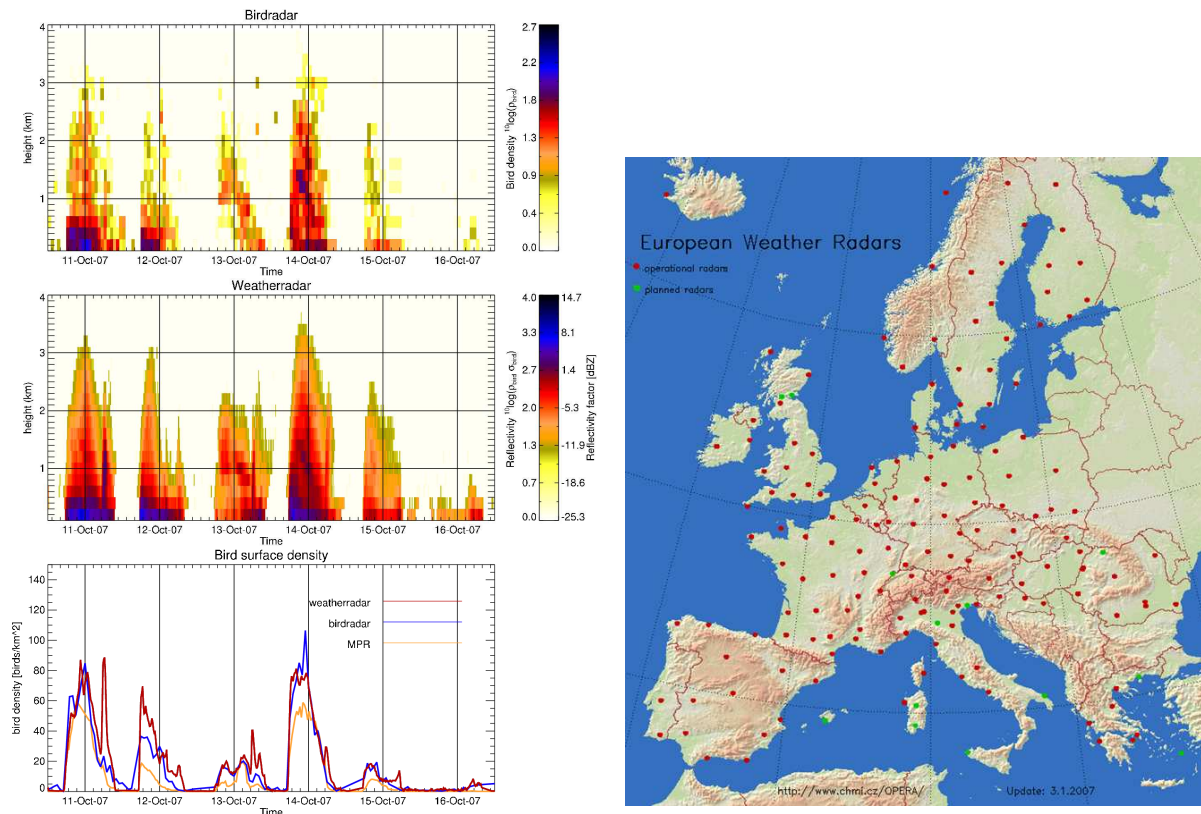 Birdradar
4
3
2
1
height (km)
11-Oct-07 12-Oct-07 13-Oct-07 14-Oct-07 15-Oct-07 16-Oct-07
Time
2.7
2.2
1.8
1.3
0.9
0.4
0.0
Bird density ¹⁰log(ρbird)
Weatherradar
4
3
2
1
height (km)
11-Oct-07 12-Oct-07 13-Oct-07 14-Oct-07 15-Oct-07 16-Oct-07
Time
4.0 14.7
3.3 8.1
2.7 1.4
2.0 -5.3
1.3 -11.9
0.7 -18.6
0.0 -25.3
Reflectivity ¹⁰log(ρbird σbird)
Reflectivity factor [dBZ]
Bird surface density
140
120
100
80
60
40
20
0
bird density [birds/km^2]
weatherradar
birdradar
MPR
11-Oct-07 12-Oct-07 13-Oct-07 14-Oct-07 15-Oct-07 16-Oct-07
Time
European Weather Radars
operational radars
planned radars
http://www.chmi.cz/OPERA/ Update: 3.1.2007